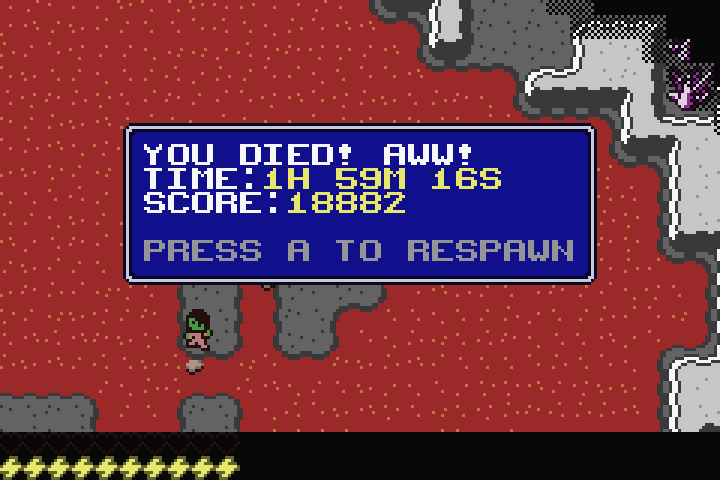 YOU DIED! AWW!
TIME:1H 59M 16S
SCORE:18882
PRESS A TO RESPAWN